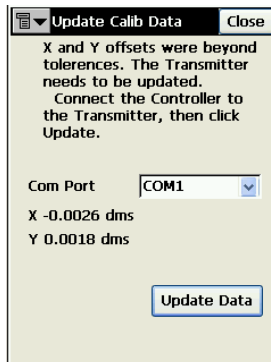 Update Calib Data Close
X and Y offsets were beyond
tolerences. The Transmitter
needs to be updated.
Connect the Controller to
the Transmitter, then click
Update.
Com Port COM1
X -0.0026 dms
Y 0.0018 dms
Update Data